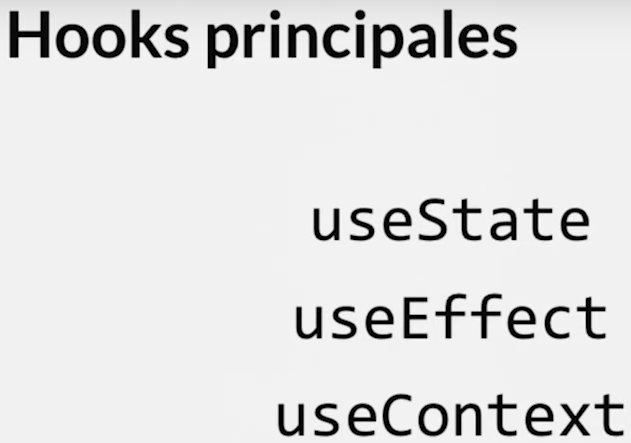 Hooks principales
useState
useEffect
useContext